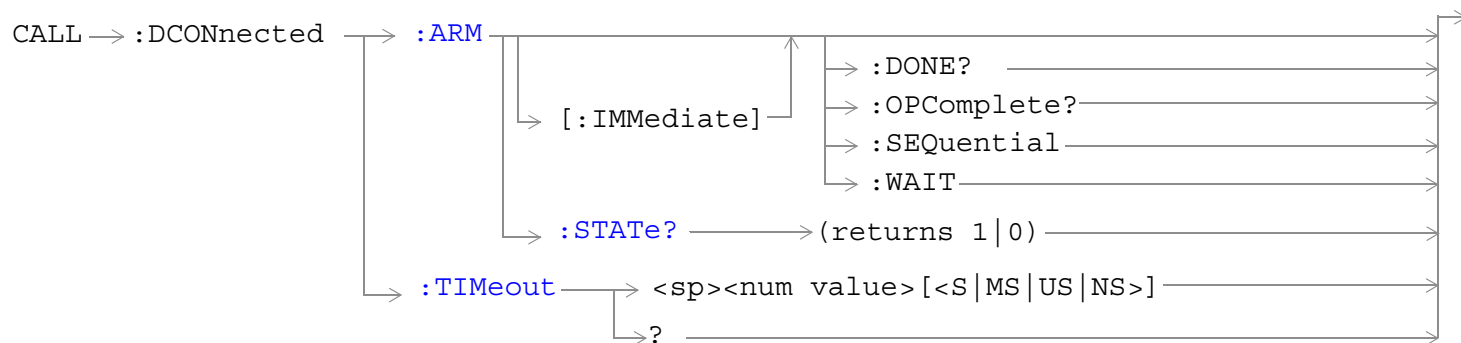 CALL :DCONnected :ARM
:DONE?
:OPComplete?
[:IMMediate]
:SEQuential
:WAIT
:STATe? (returns 1|0)
:TIMeout <sp><num value>[<S|MS|US|NS>]
?